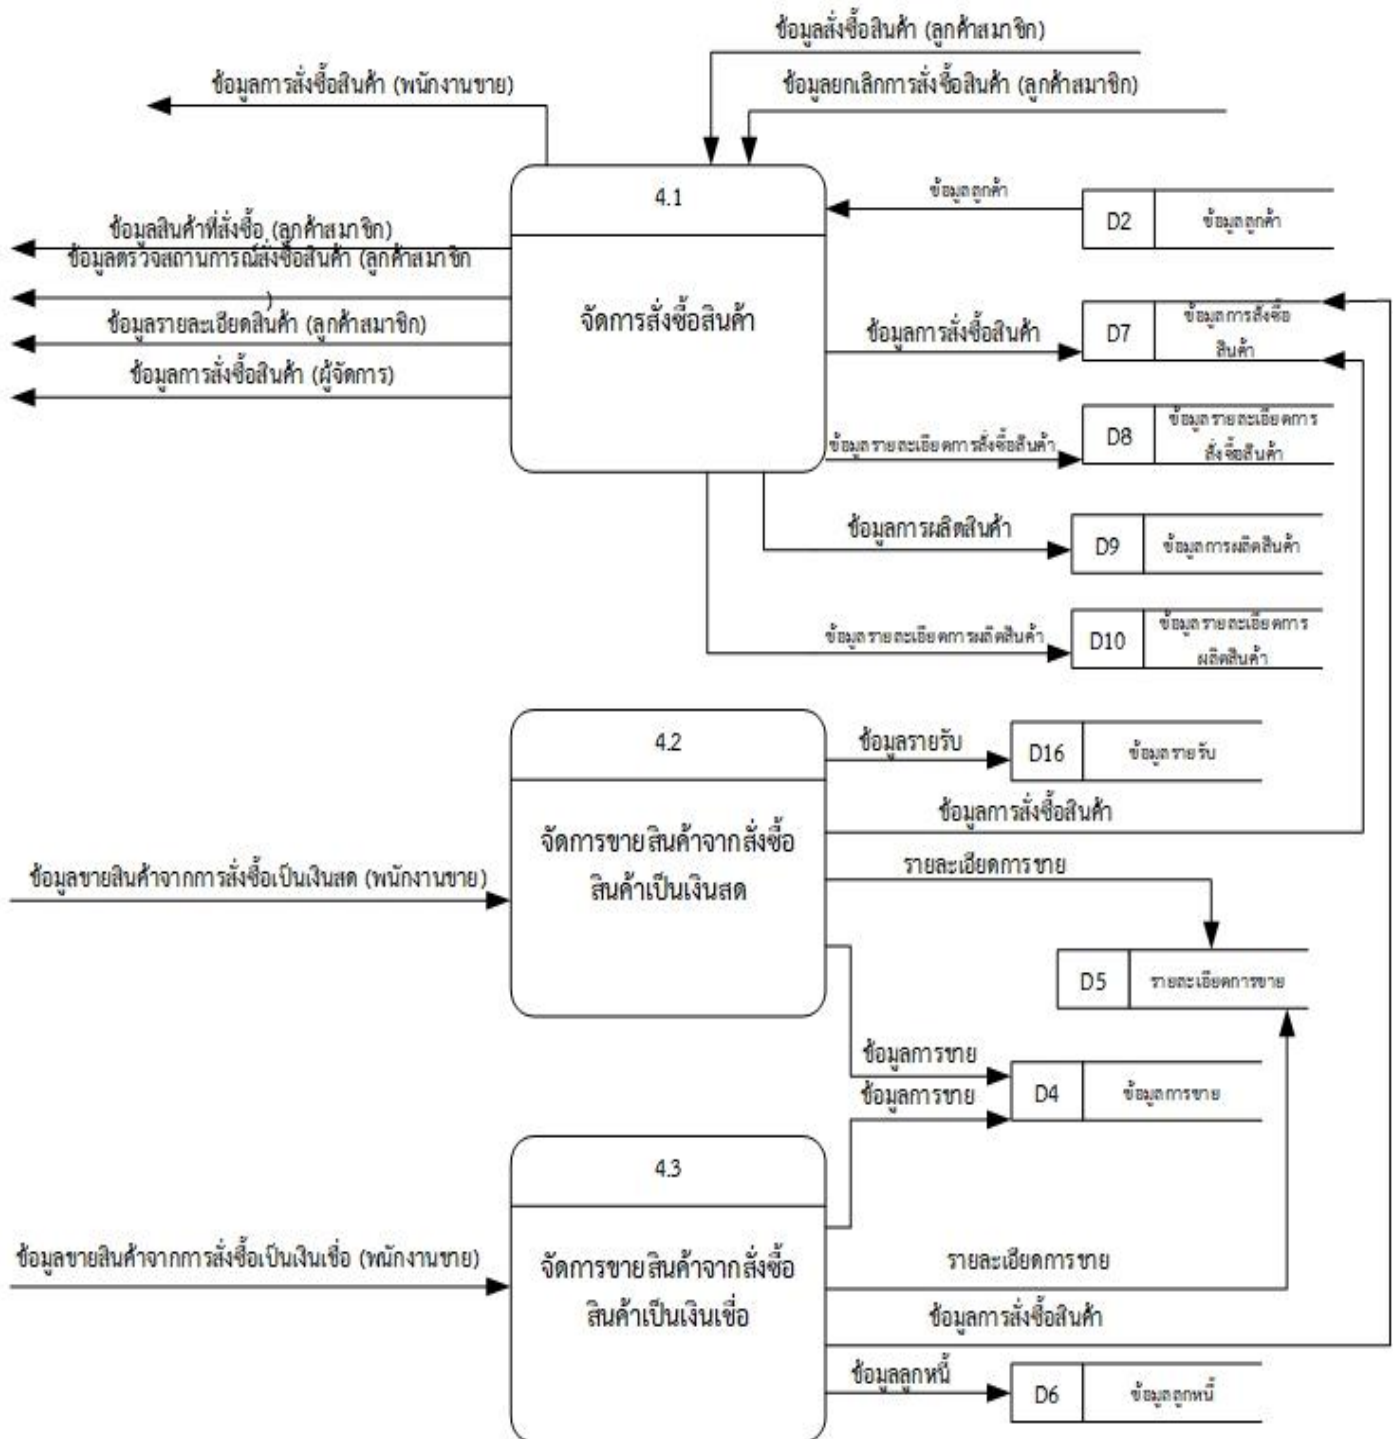 ข้อมูลสั่งซื้อสินค้า (ลูกค้าสมาชิก)
ข้อมูลการสั่งซื้อสินค้า (พนักงานขาย)
ข้อมูลยกเลิกการสั่งซื้อสินค้า (ลูกค้าสมาชิก)
4.1
ข้อมูลลูกค้า
D2
ข้อมูลลูกค้า
ข้อมูลสินค้าที่สั่งซื้อ (ลูกค้าสมาชิก)
ข้อมูลตรวจสถานการณ์สั่งซื้อสินค้า (ลูกค้าสมาชิก
)
ข้อมูลรายละเอียดสินค้า (ลูกค้าสมาชิก)
ข้อมูลการสั่งซื้อสินค้า (ผู้จัดการ)
จัดการสั่งซื้อสินค้า
ข้อมูลการสั่งซื้อสินค้า
D7
ข้อมูลการสั่งซื้อ
สินค้า
ข้อมูลรายละเอียดการสั่งซื้อสินค้า
D8
ข้อมูลรายละเอียดการ
สั่งซื้อสินค้า
ข้อมูลการผลิตสินค้า
D9
ข้อมูลการผลิตสินค้า
ข้อมูลรายละเอียดการผลิตสินค้า
D10
ข้อมูลรายละเอียดการ
ผลิตสินค้า
4.2
ข้อมูลรายรับ
D16
ข้อมูลรายรับ
ข้อมูลการสั่งซื้อสินค้า
จัดการขายสินค้าจากสั่งซื้อ
สินค้าเป็นเงินสด
ข้อมูลขายสินค้าจากการสั่งซื้อเป็นเงินสด (พนักงานขาย)
รายละเอียดการขาย
D5
รายละเอียดการขาย
ข้อมูลการขาย
ข้อมูลการขาย
D4
ข้อมูลการขาย
4.3
ข้อมูลขายสินค้าจากการสั่งซื้อเป็นเงินเชื่อ (พนักงานขาย)
จัดการขายสินค้าจากสั่งซื้อ
สินค้าเป็นเงินเชื่อ
รายละเอียดการขาย
ข้อมูลการสั่งซื้อสินค้า
ข้อมูลลูกหนี้
D6
ข้อมูลลูกหนี้